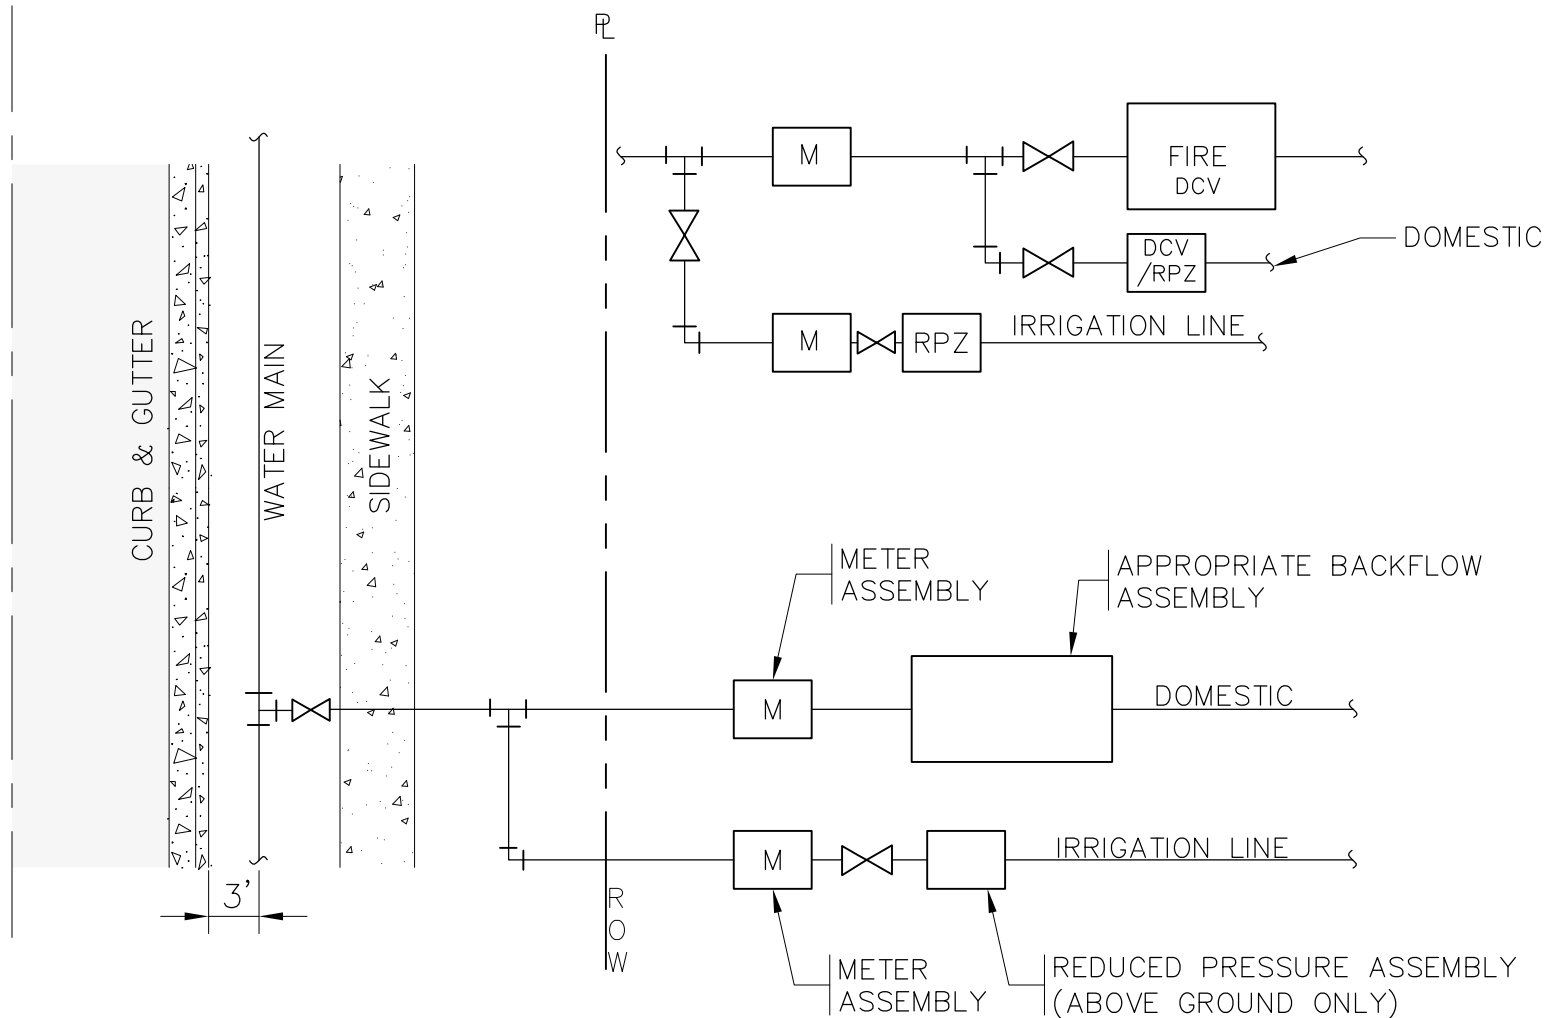 PL
M
FIRE
DCV
DOMESTIC
DCV
/RPZ
M
RPZ
IRRIGATION LINE
CURB & GUTTER
WATER MAIN
SIDEWALK
METER
ASSEMBLY
APPROPRIATE BACKFLOW
ASSEMBLY
M
DOMESTIC
M
IRRIGATION LINE
3'
R
O
W
METER
ASSEMBLY
REDUCED PRESSURE ASSEMBLY
(ABOVE GROUND ONLY)